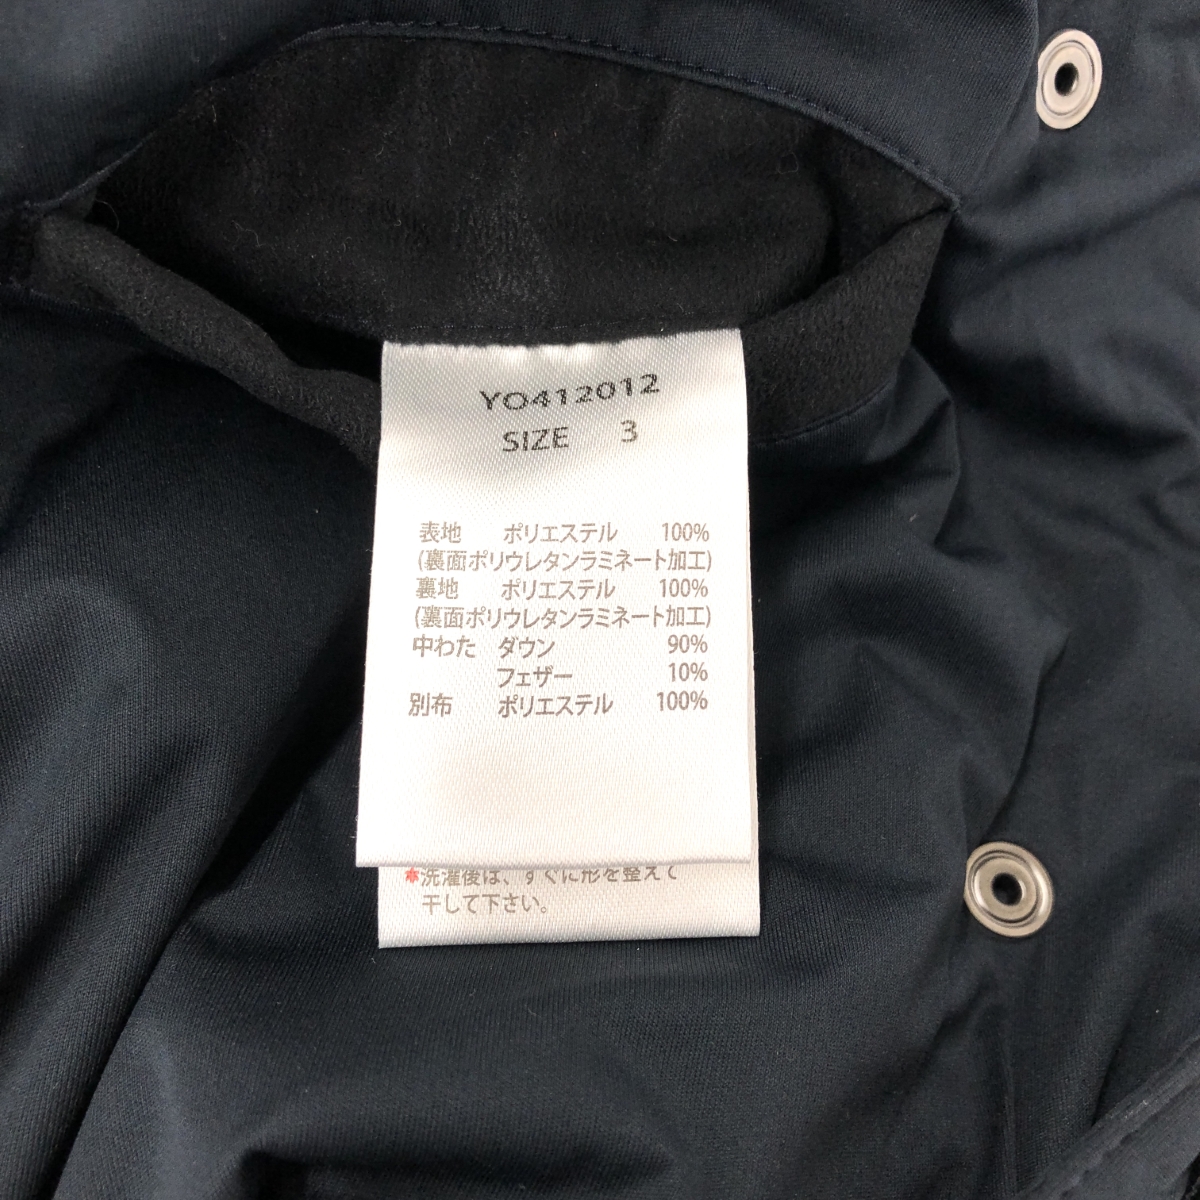 YO412012
SIZE 3
表地 ポリエステル 100%
(裏面ポリウレタンラミネート加工)
裏地 ポリエステル 100%
(裏面ポリウレタンラミネート加工)
中わた ダウン 90%
フェザー 10%
別布 ポリエステル 100%
*洗濯後は、すぐに形を整えて
干して下さい。